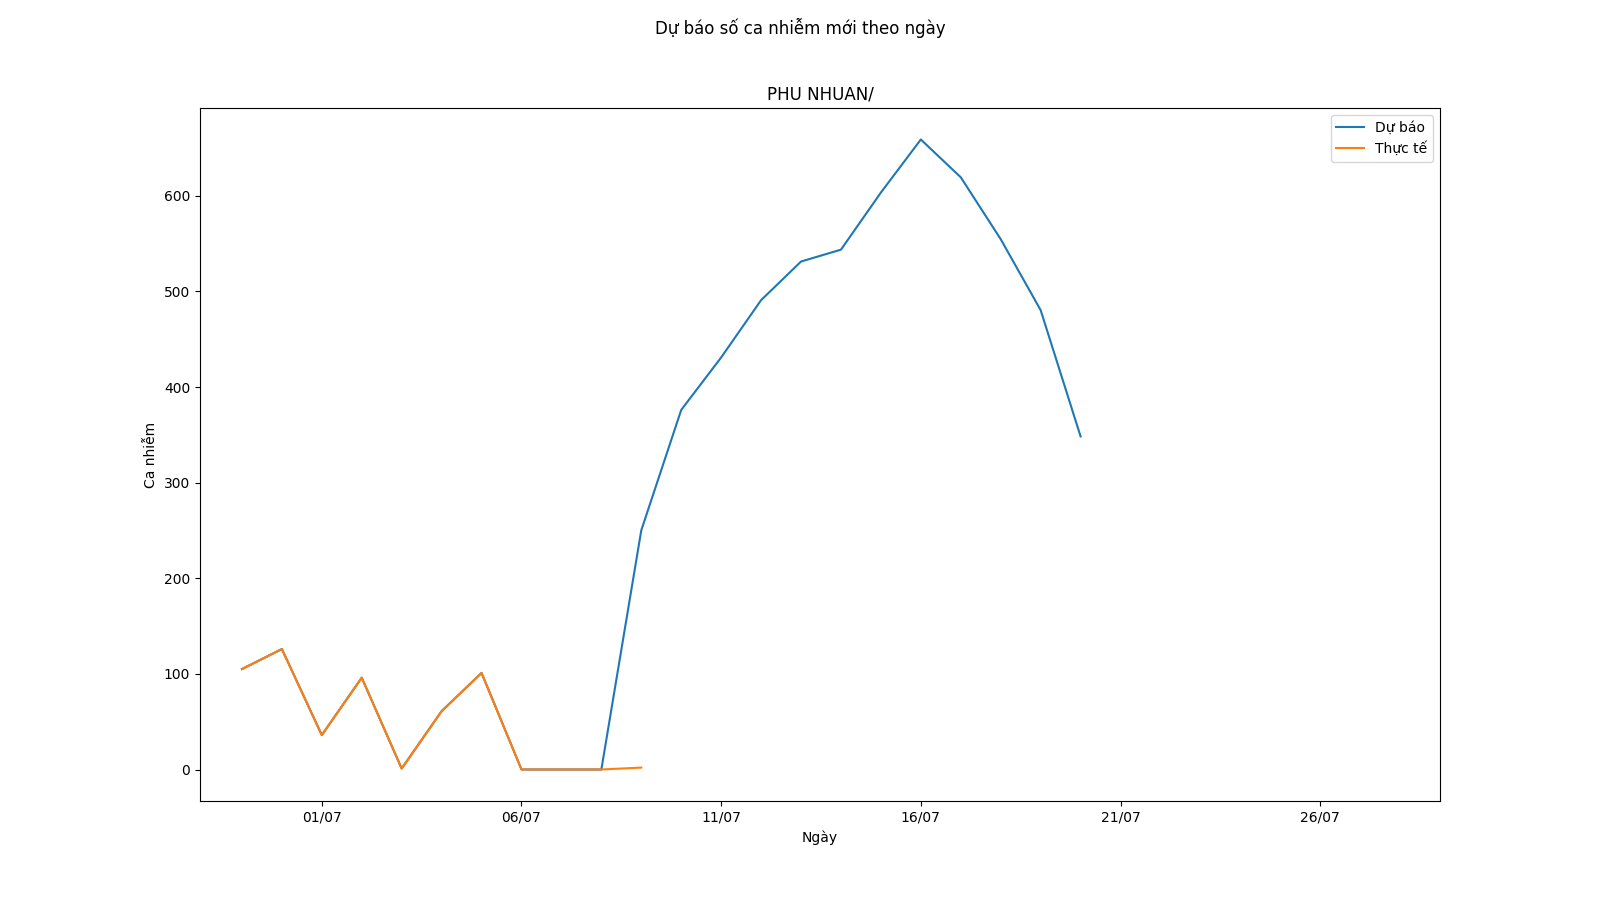 Dự báo số ca nhiễm mới theo ngày
PHU NHUAN/
Dự báo
Thực tế
Ca nhiễm
600
500
400
300
200
100
0
01/07
06/07
11/07
16/07
21/07
26/07
Ngày